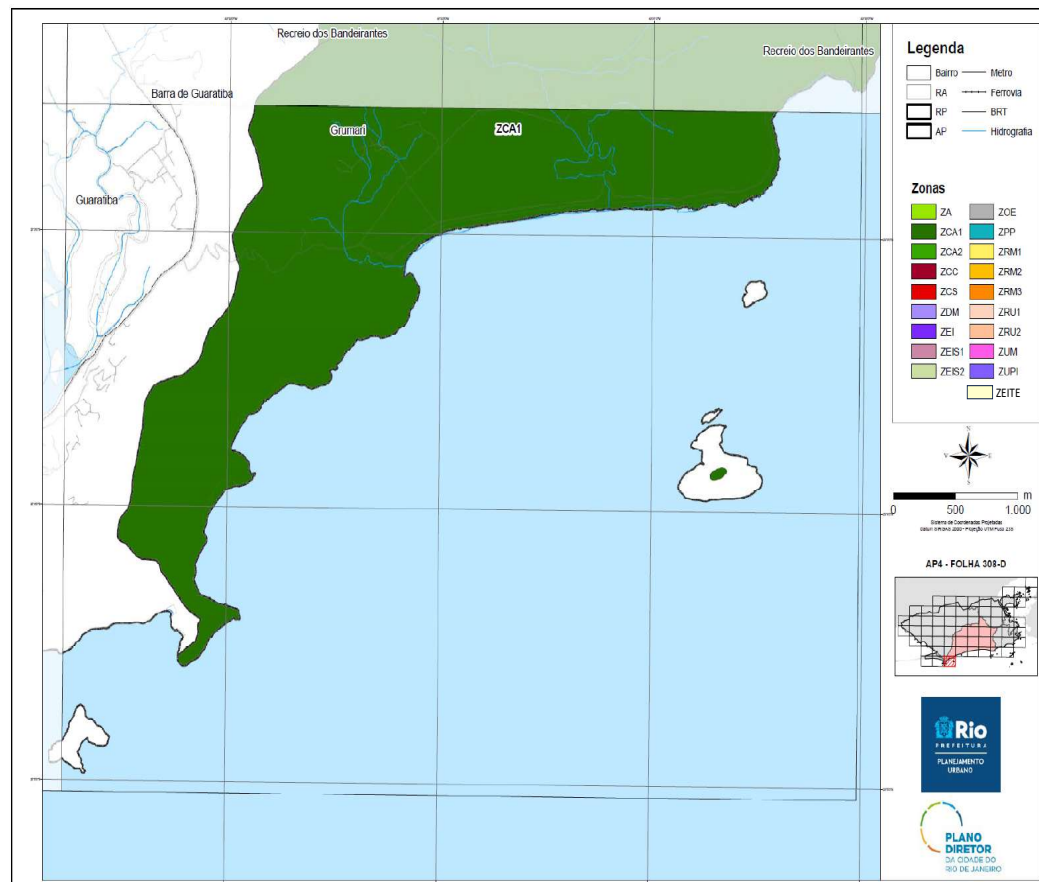 Recreio dos Bandeirantes
Recreio dos Bandeirantes
Barra de Guaratiba
Grumari
ZCA1
Guaratiba
Legenda
Bairro
Metro
RA
Ferrovia
RP
BRT
AP
Hidrografia
Zonas
ZA
ZOE
ZCA1
ZPP
ZCA2
ZRM1
ZCC
ZRM2
ZCS
ZRM3
ZDM
ZRU1
ZEI
ZRU2
ZEIS1
ZUM
ZEIS2
ZUPI
ZEITE
N
S
m
0 500 1.000
Sistema de Coordenadas Projetadas
AP4 - FOLHA 308-D
Rio
PREFEITURA
PLANEJAMENTO
URBANO
PLANO
DIRETOR
DA CIDADE DO
RIO DE JANEIRO